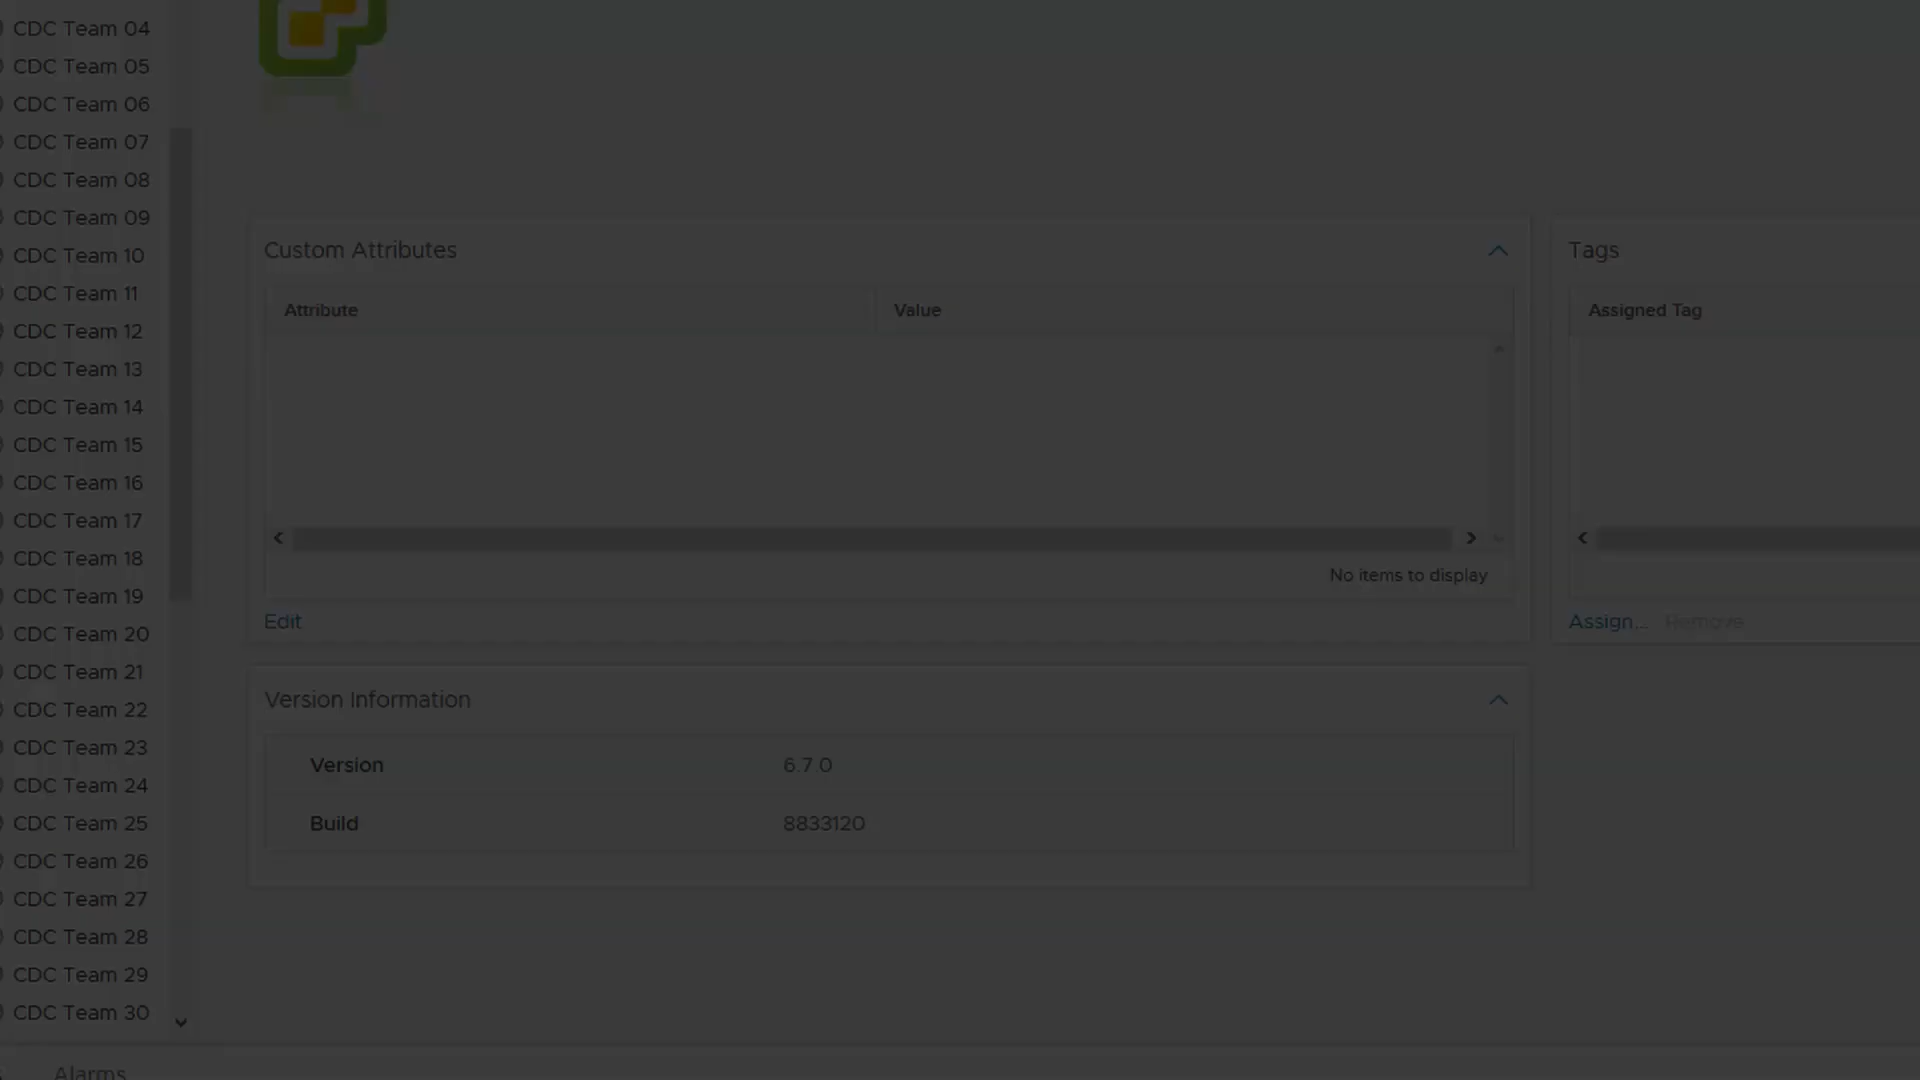 CDC Team 04
CDC Team 05
CDC Team 06
CDC Team 07
CDC Team 08
CDC Team 09
CDC Team 10
CDC Team 11
CDC Team 12
CDC Team 13
CDC Team 14
CDC Team 15
CDC Team 16
CDC Team 17
CDC Team 18
CDC Team 19
CDC Team 20
CDC Team 21
CDC Team 22
CDC Team 23
CDC Team 24
CDC Team 25
CDC Team 26
CDC Team 27
CDC Team 28
CDC Team 29
CDC Team 30
Alarms
Custom Attributes
Attribute Value
No items to display
Edit
Version Information
Version 6.7.0
Build 8833120
Tags
Assigned Tag
Assign... Remove